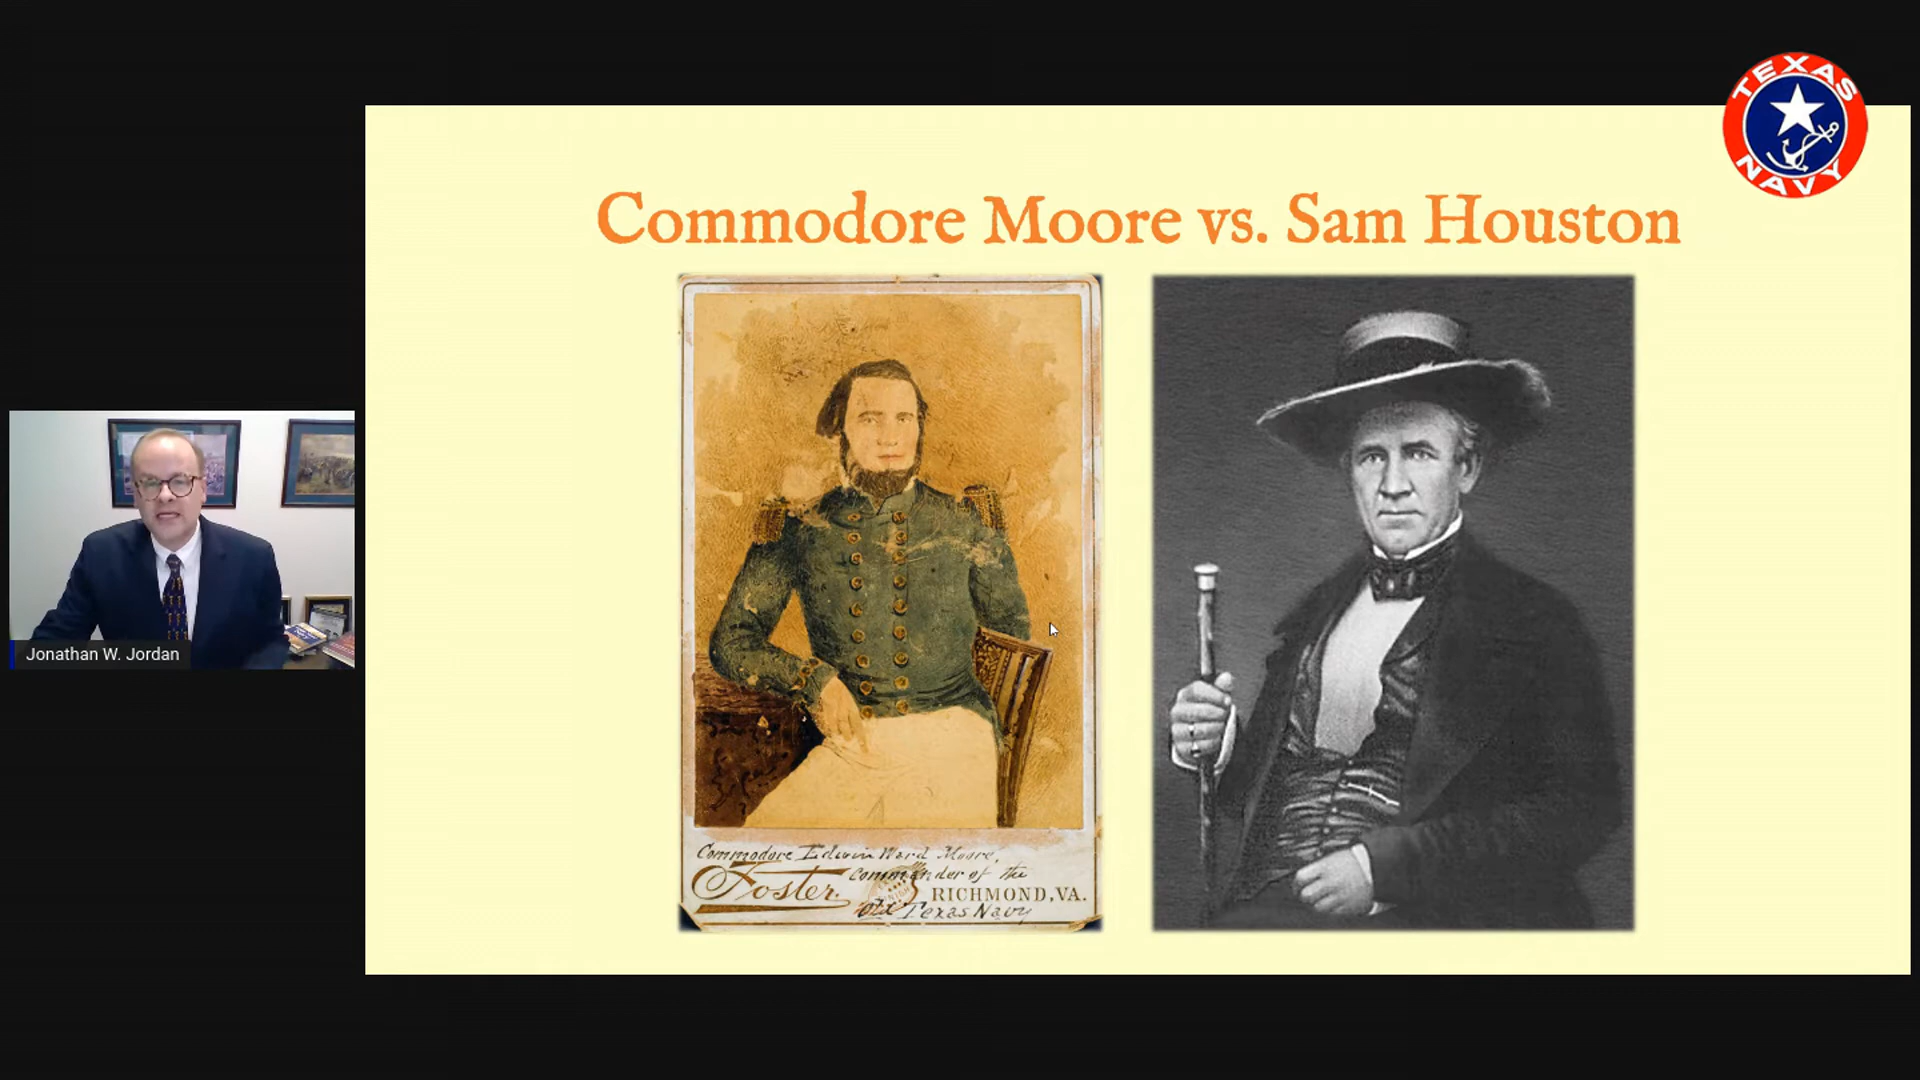 TEXAS
NAVY
Commodore Moore vs. Sam Houston
Jonathan W. Jordan
Commodore Edwin Ward Moore,
Commander of the
Foster.
RICHMOND, VA.
Old Texas Navy